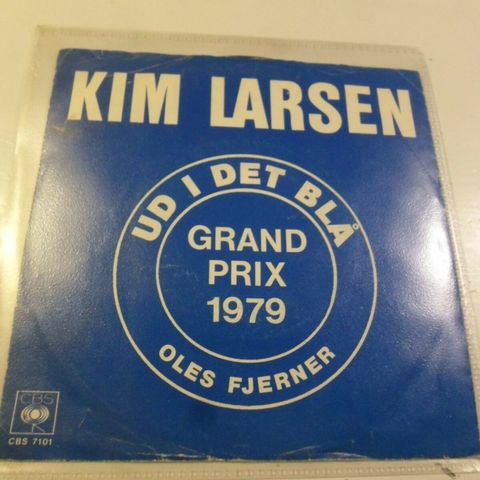 KIM LARSEN
UD I DET BLÅ
GRAND
PRIX
1979
OLES FJERNER
CBS
CBS 7101